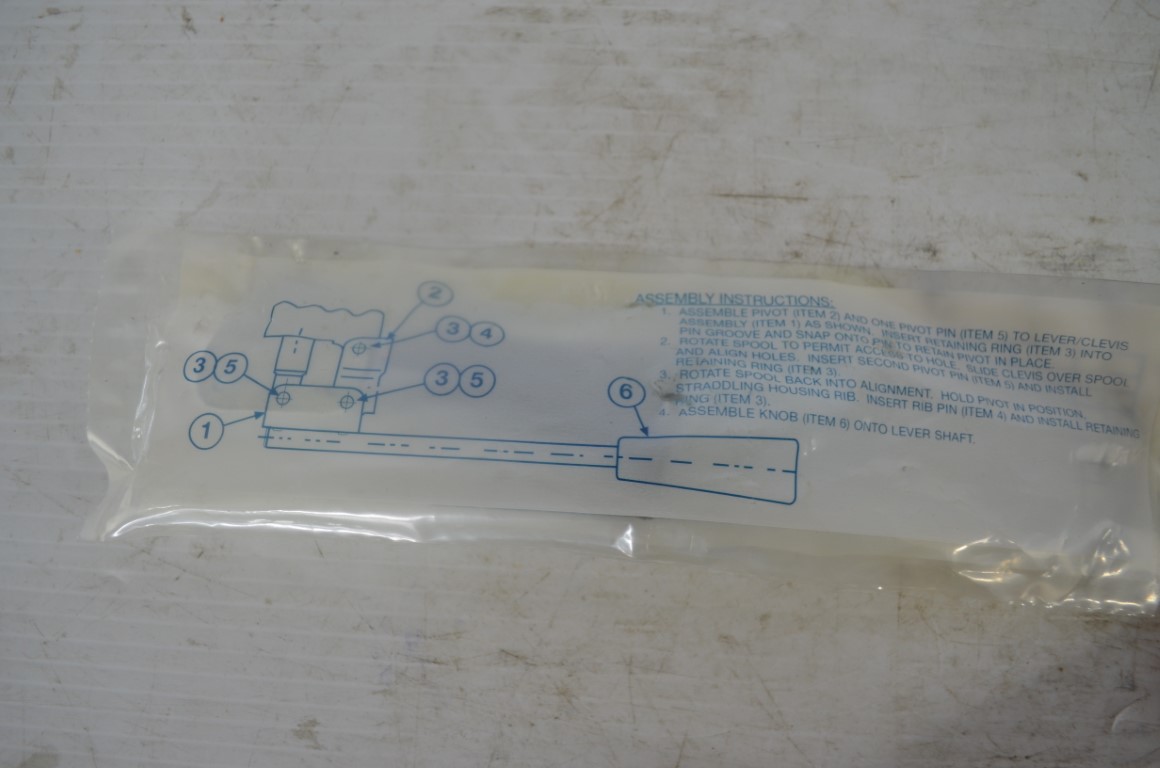 2
3 4
3 5
3 5
1
6
ASSEMBLY INSTRUCTIONS:
1. ASSEMBLE PIVOT (ITEM 2) AND ONE PIVOT PIN (ITEM 5) TO LEVER/CLEVIS
ASSEMBLY (ITEM 1) AS SHOWN. INSERT RETAINING RING (ITEM 3) INTO
PIN GROOVE AND SNAP ONTO PIN TO RETAIN PIVOT IN PLACE.
2. ROTATE SPOOL TO PERMIT ACCESS TO HOLE, SLIDE CLEVIS OVER SPOOL
AND ALIGN HOLES. INSERT SECOND PIVOT PIN (ITEM 5) AND INSTALL
RETAINING RING (ITEM 3).
3. ROTATE SPOOL BACK INTO ALIGNMENT. HOLD PIVOT IN POSITION,
STRADDLING HOUSING RIB. INSERT RIB PIN (ITEM 4) AND INSTALL RETAINING
RING (ITEM 3).
4. ASSEMBLE KNOB (ITEM 6) ONTO LEVER SHAFT.